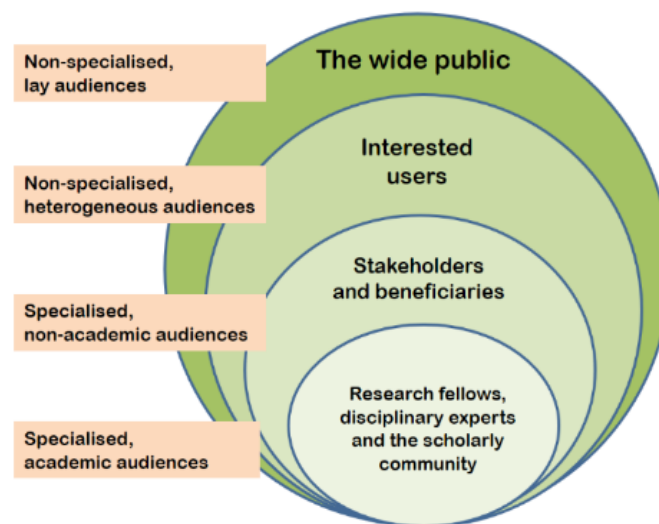 Non-specialised,
lay audiences
The wide public
Non-specialised,
heterogeneous audiences
Interested
users
Specialised,
non-academic audiences
Stakeholders
and beneficiaries
Specialised,
academic audiences
Research fellows,
disciplinary experts
and the scholarly
community